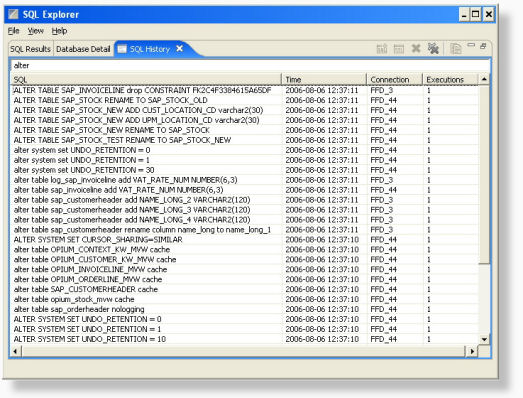 SQL Explorer
File View Help
SQL Results Database Detail SQL History
alter
SQL Time Connection Executions
ALTER TABLE SAP_INVOICELINE drop CONSTRAINT FK2C4F3384615A65DF 2006-08-06 12:37:11 FFD_3 1
ALTER TABLE SAP_STOCK RENAME TO SAP_STOCK_OLD 2006-08-06 12:37:11 FFD_44 1
ALTER TABLE SAP_STOCK_NEW ADD CUST_LOCATION_CD varchar2(30) 2006-08-06 12:37:11 FFD_44 1
ALTER TABLE SAP_STOCK_NEW ADD UPM_LOCATION_CD varchar2(30) 2006-08-06 12:37:11 FFD_44 1
ALTER TABLE SAP_STOCK_NEW RENAME TO SAP_STOCK 2006-08-06 12:37:11 FFD_44 1
ALTER TABLE SAP_STOCK_TEST RENAME TO SAP_STOCK_NEW 2006-08-06 12:37:11 FFD_44 1
alter system set UNDO_RETENTION = 0 2006-08-06 12:37:11 FFD_44 1
alter system set UNDO_RETENTION = 1 2006-08-06 12:37:11 FFD_44 1
alter system set UNDO_RETENTION = 30 2006-08-06 12:37:11 FFD_44 1
alter table log_sap_invoiceline add VAT_RATE_NUM NUMBER(6,3) 2006-08-06 12:37:11 FFD_3 1
alter table sap_invoiceline add VAT_RATE_NUM NUMBER(6,3) 2006-08-06 12:37:11 FFD_44 1
alter table sap_customerheader add NAME_LONG_2 VARCHAR2(120) 2006-08-06 12:37:11 FFD_3 1
alter table sap_customerheader add NAME_LONG_3 VARCHAR2(120) 2006-08-06 12:37:11 FFD_3 1
alter table sap_customerheader add NAME_LONG_4 VARCHAR2(120) 2006-08-06 12:37:11 FFD_3 1
alter table sap_customerheader rename column name_long to name_long_1 2006-08-06 12:37:11 FFD_3 1
ALTER SYSTEM SET CURSOR_SHARING=SIMILAR 2006-08-06 12:37:10 FFD_44 1
alter table OPIUM_CONTEXT_KW_MVW cache 2006-08-06 12:37:10 FFD_44 1
alter table OPIUM_CUSTOMER_KW_MVW cache 2006-08-06 12:37:10 FFD_44 1
alter table OPIUM_INVOICELINE_MVW cache 2006-08-06 12:37:10 FFD_44 1
alter table OPIUM_ORDERLINE_MVW cache 2006-08-06 12:37:10 FFD_44 1
alter table SAP_CUSTOMERHEADER cache 2006-08-06 12:37:10 FFD_44 1
alter table opium_stock_mvw cache 2006-08-06 12:37:10 FFD_44 1
alter table sap_orderheader nologging 2006-08-06 12:37:10 FFD_44 1
ALTER SYSTEM SET UNDO_RETENTION = 0 2006-08-06 12:37:10 FFD_44 1
ALTER SYSTEM SET UNDO_RETENTION = 1 2006-08-06 12:37:10 FFD_44 1
ALTER SYSTEM SET UNDO_RETENTION = 10 2006-08-06 12:37:10 FFD_44 1